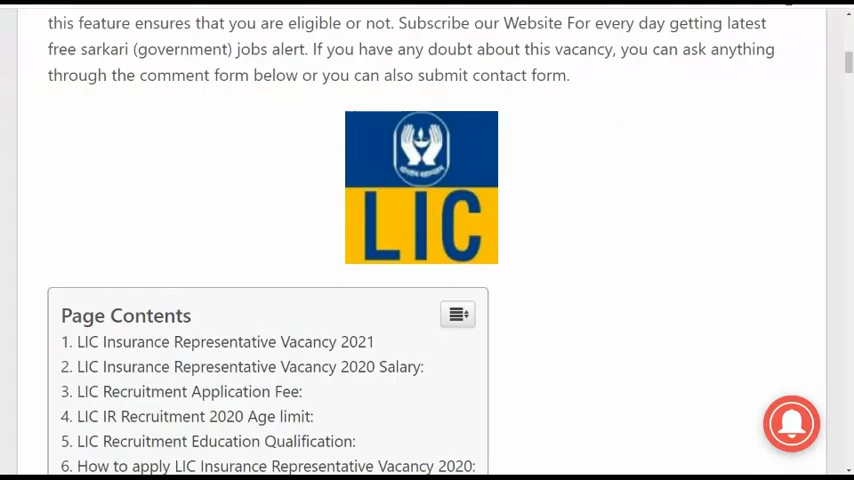 this feature ensures that you are eligible or not. Subscribe our Website For every day getting latest
free sarkari (government) jobs alert. If you have any doubt about this vacancy, you can ask anything
through the comment form below or you can also submit contact form.
LIC
Page Contents
1. LIC Insurance Representative Vacancy 2021
2. LIC Insurance Representative Vacancy 2020 Salary:
3. LIC Recruitment Application Fee:
4. LIC IR Recruitment 2020 Age limit:
5. LIC Recruitment Education Qualification:
6. How to apply LIC Insurance Representative Vacancy 2020: